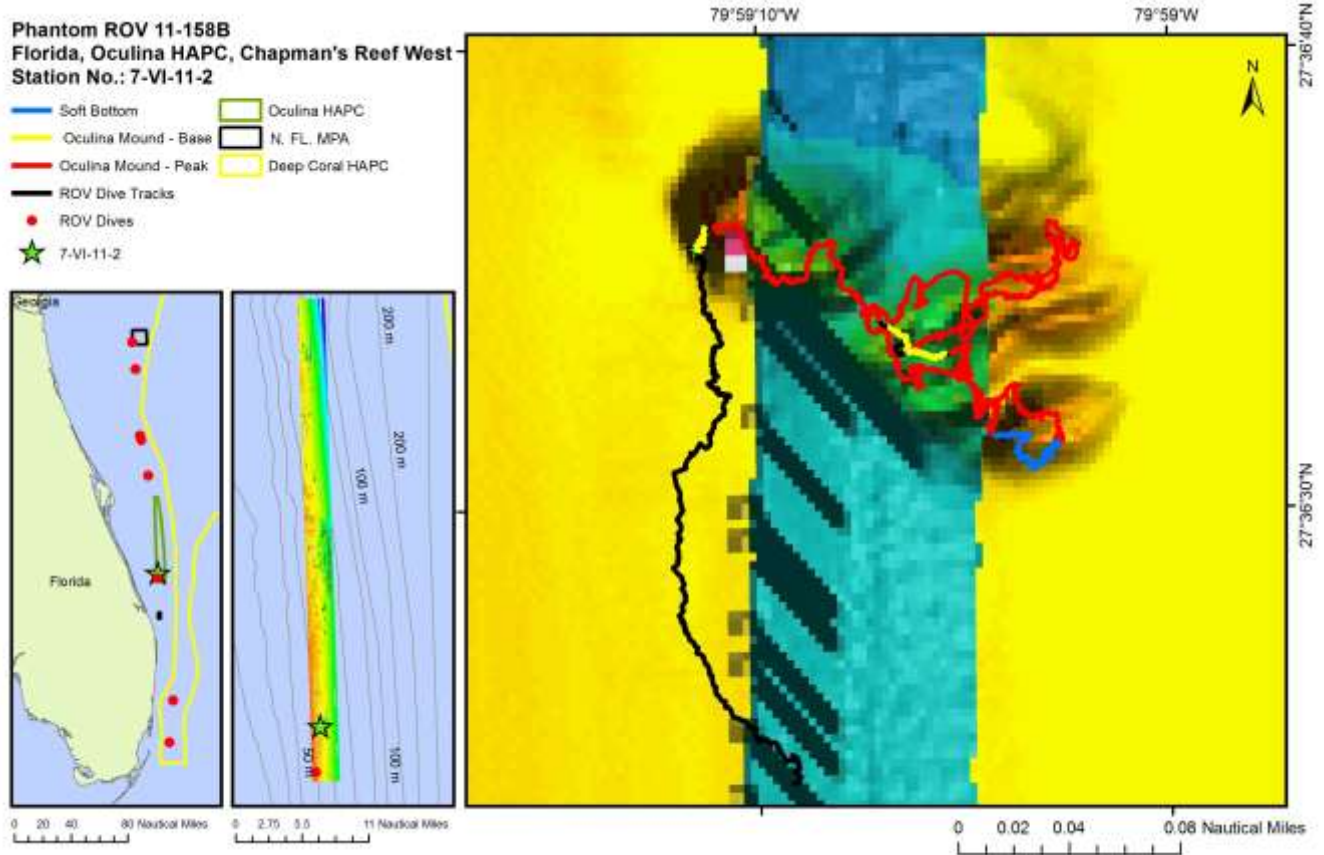 Phantom ROV 11-158B
Florida, Oculina HAPC, Chapman's Reef West
Station No.: 7-VI-11-2
Soft Bottom
Oculina HAPC
Oculina Mound - Base
N. FL. MPA
Oculina Mound - Peak
Deep Coral HAPC
ROV Dive Tracks
ROV Dives
7-VI-11-2
79°59'10"W
79°59'W
27°36'40"N
N
27°36'30"N
Georgia
Florida
200 m
200 m
100 m
50 m
100 m
0 20 40 80 Nautical Miles
0 2.75 5.5 11 Nautical Miles
0 0.02 0.04 0.08 Nautical Miles